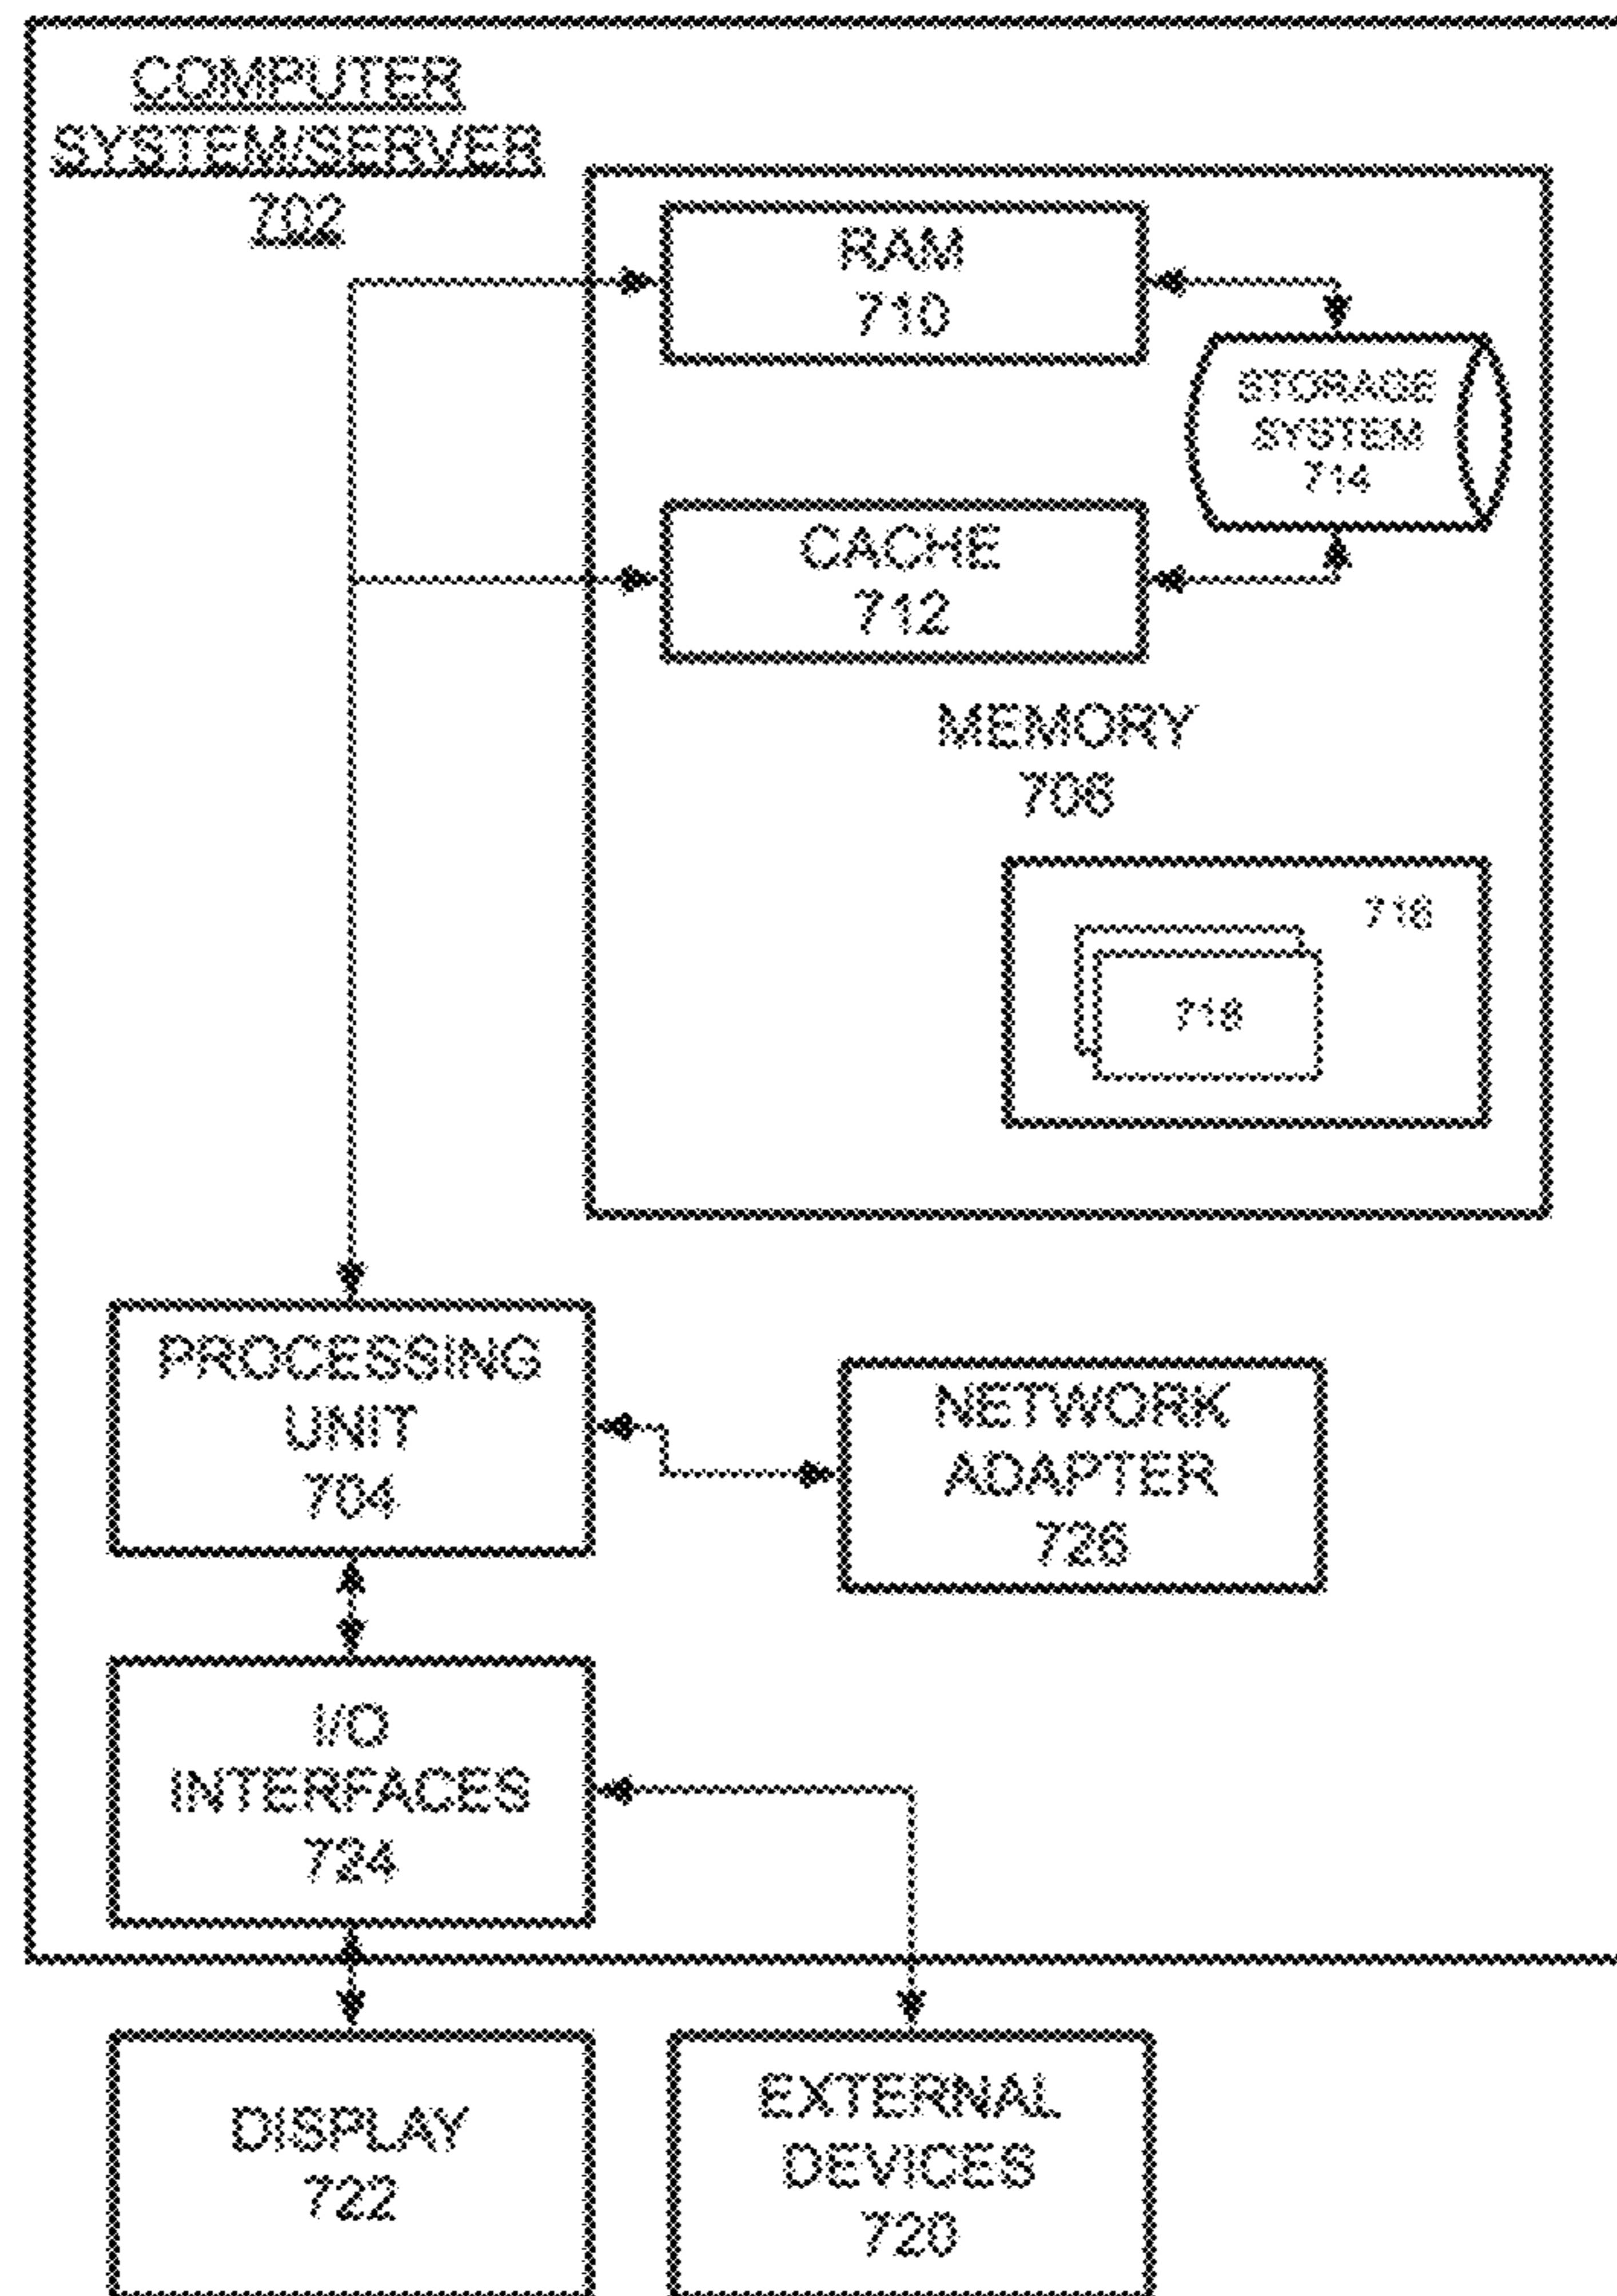 COMPUTER
SYSTEM/SERVER
702
RAM
710
STORAGE
SYSTEM
714
CACHE
712
MEMORY
706
716
718
PROCESSING
UNIT
704
NETWORK
ADAPTER
726
I/O
INTERFACES
724
DISPLAY
722
EXTERNAL
DEVICES
720